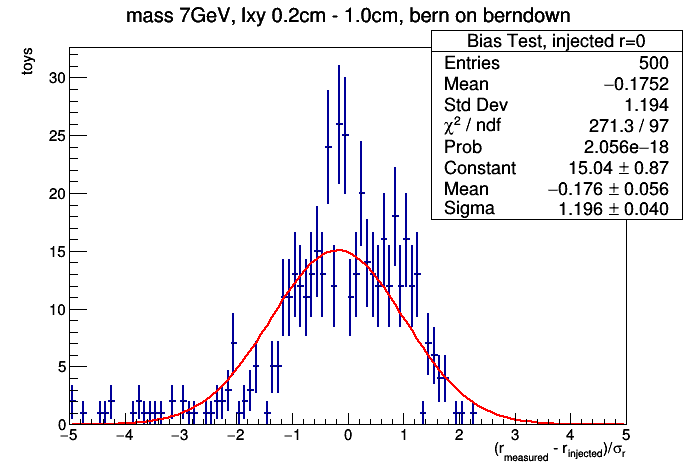 mass 7GeV, lxy 0.2cm - 1.0cm, bern on berndown
Bias Test, injected r=0
Entries 500
Mean −0.1752
Std Dev 1.194
χ² / ndf 271.3 / 97
Prob 2.056e−18
Constant 15.04 ± 0.87
Mean −0.176 ± 0.056
Sigma 1.196 ± 0.040
toys
30
25
20
15
10
5
0
−5 −4 −3 −2 −1 0 1 2 3 4 5
(r_measured - r_injected)/σ_r